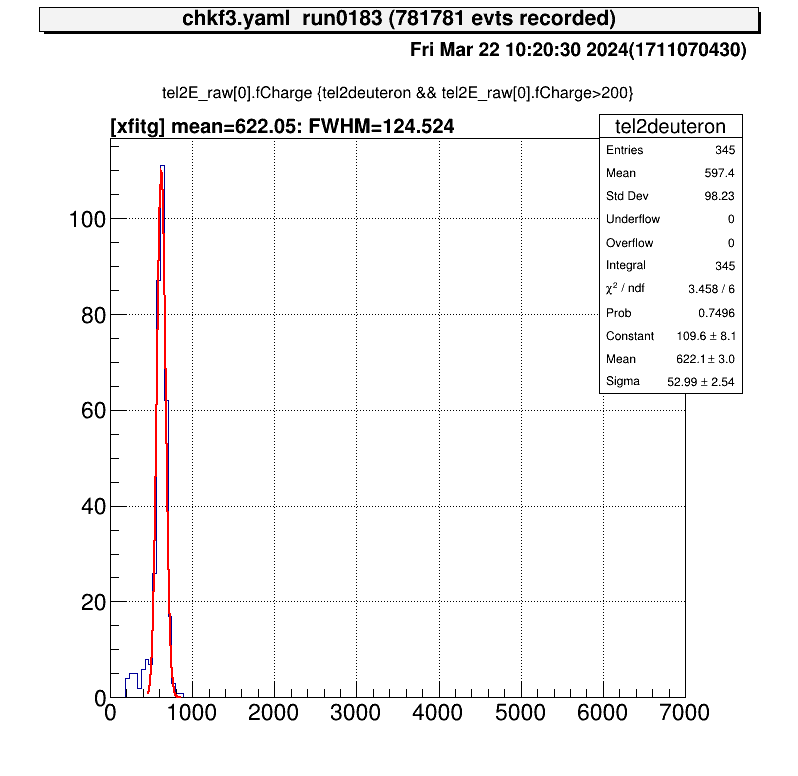 chkf3.yaml run0183 (781781 evts recorded)
Fri Mar 22 10:20:30 2024(1711070430)
tel2E_raw[0].fCharge {tel2deuteron && tel2E_raw[0].fCharge>200}
[xfitg] mean=622.05: FWHM=124.524
tel2deuteron
Entries 345
Mean 597.4
Std Dev 98.23
Underflow 0
Overflow 0
Integral 345
χ² / ndf 3.458 / 6
Prob 0.7496
Constant 109.6 ± 8.1
Mean 622.1 ± 3.0
Sigma 52.99 ± 2.54
100
80
60
40
20
0
0 1000 2000 3000 4000 5000 6000 7000